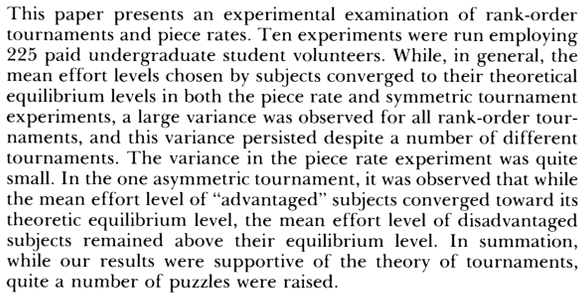 This paper presents an experimental examination of rank-order
tournaments and piece rates. Ten experiments were run employing
225 paid undergraduate student volunteers. While, in general, the
mean effort levels chosen by subjects converged to their theoretical
equilibrium levels in both the piece rate and symmetric tournament
experiments, a large variance was observed for all rank-order tour-
naments, and this variance persisted despite a number of different
tournaments. The variance in the piece rate experiment was quite
small. In the one asymmetric tournament, it was observed that while
the mean effort level of “advantaged” subjects converged toward its
theoretic equilibrium level, the mean effort level of disadvantaged
subjects remained above their equilibrium level. In summation,
while our results were supportive of the theory of tournaments,
quite a number of puzzles were raised.